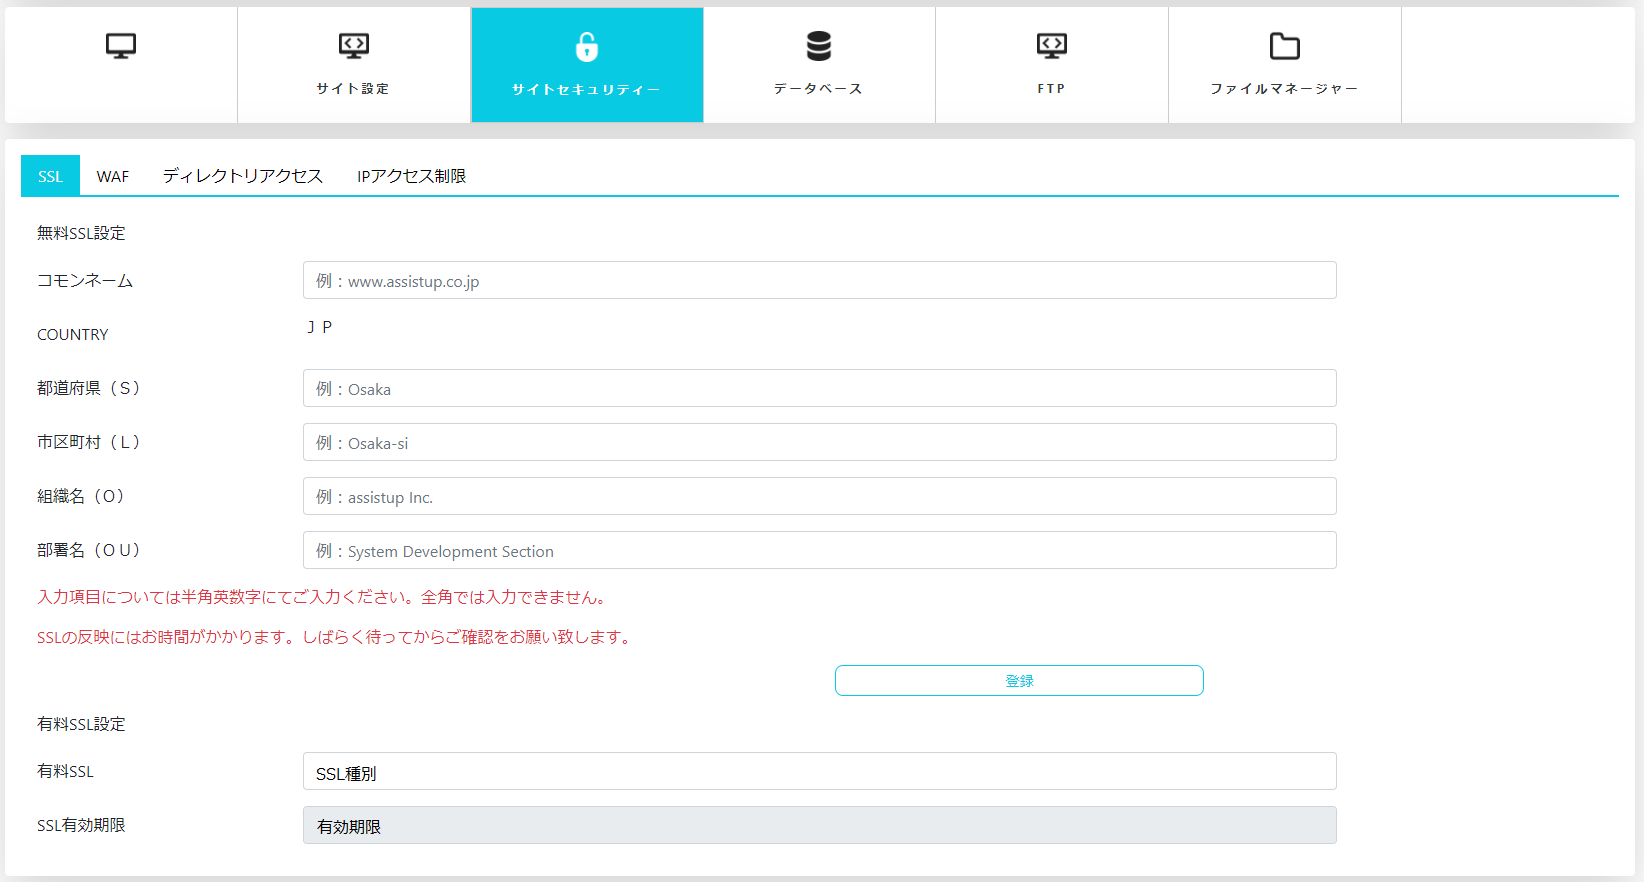 サイト設定
サイトセキュリティー
データベース
FTP
ファイルマネージャー
SSL
WAF
ディレクトリアクセス
IPアクセス制限
無料SSL設定
コモンネーム
例：www.assistup.co.jp
COUNTRY
ＪＰ
都道府県（Ｓ）
例：Osaka
市区町村（Ｌ）
例：Osaka-si
組織名（Ｏ）
例：assistup Inc.
部署名（ＯＵ）
例：System Development Section
入力項目については半角英数字にてご入力ください。全角では入力できません。
SSLの反映にはお時間がかかります。しばらく待ってからご確認をお願い致します。
登録
有料SSL設定
有料SSL
SSL種別
SSL有効期限
有効期限